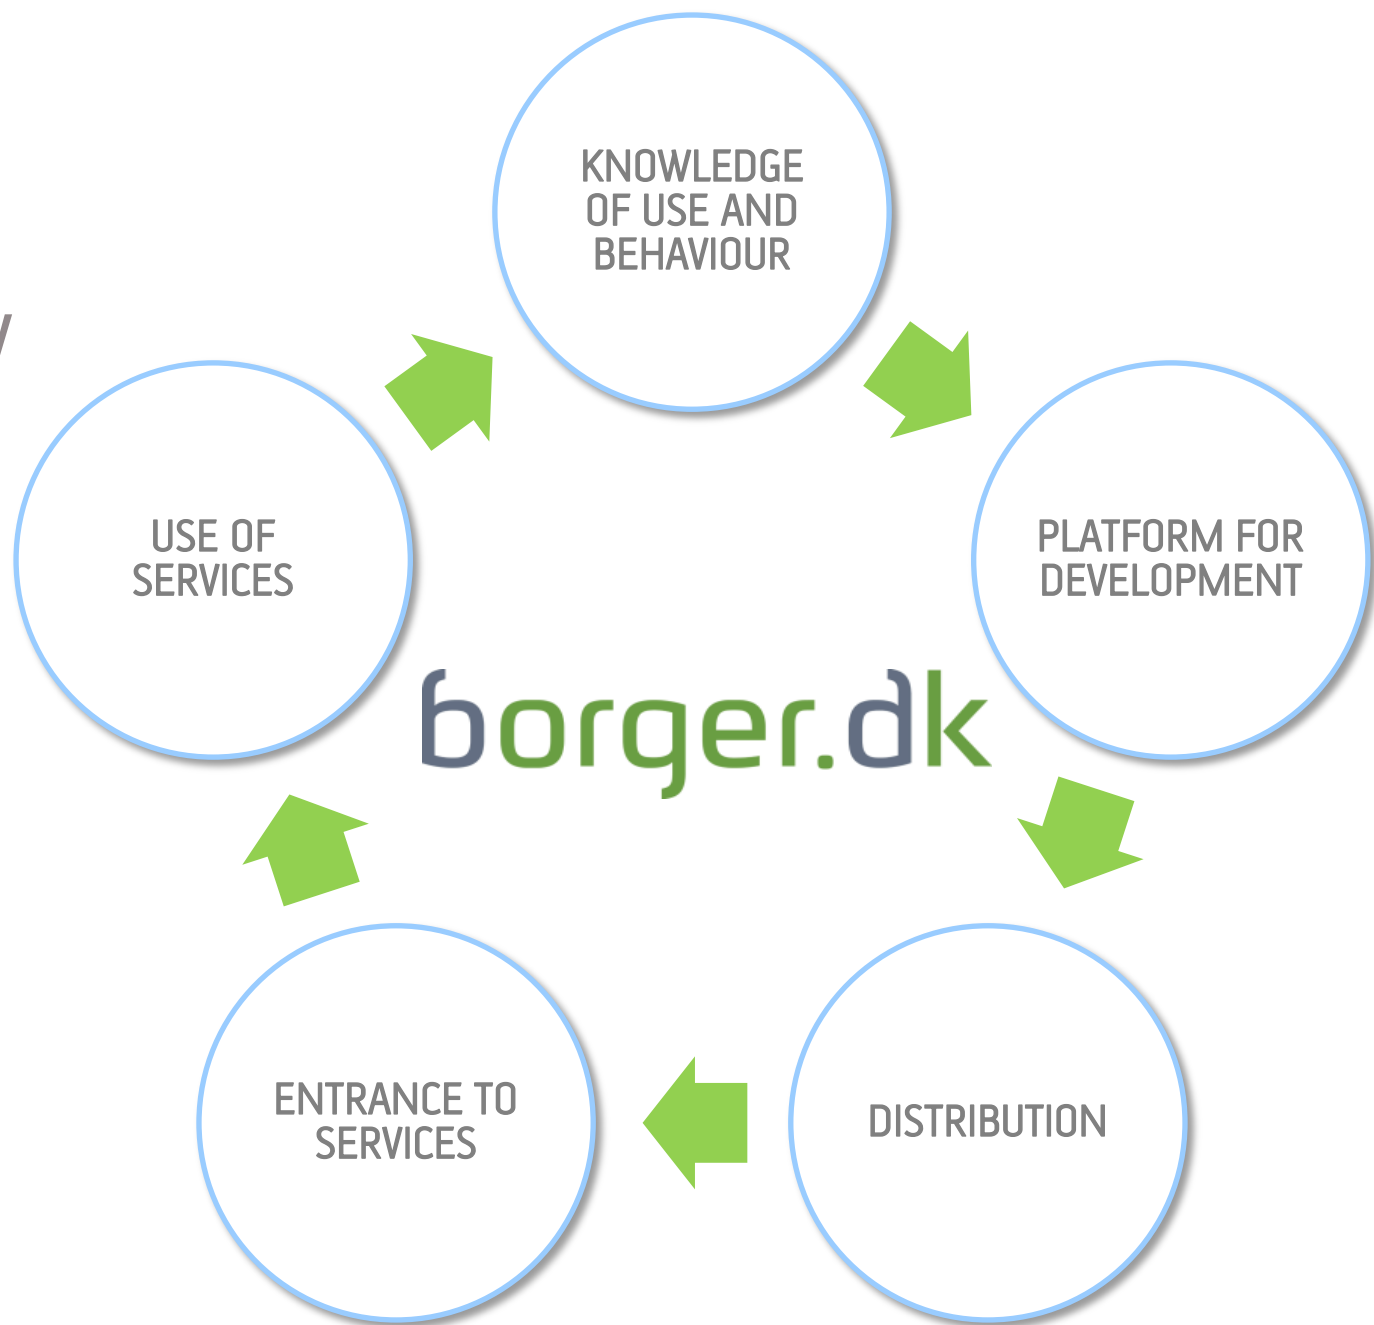 KNOWLEDGE
OF USE AND
BEHAVIOUR
USE OF
SERVICES
PLATFORM FOR
DEVELOPMENT
borger.dk
ENTRANCE TO
SERVICES
DISTRIBUTION